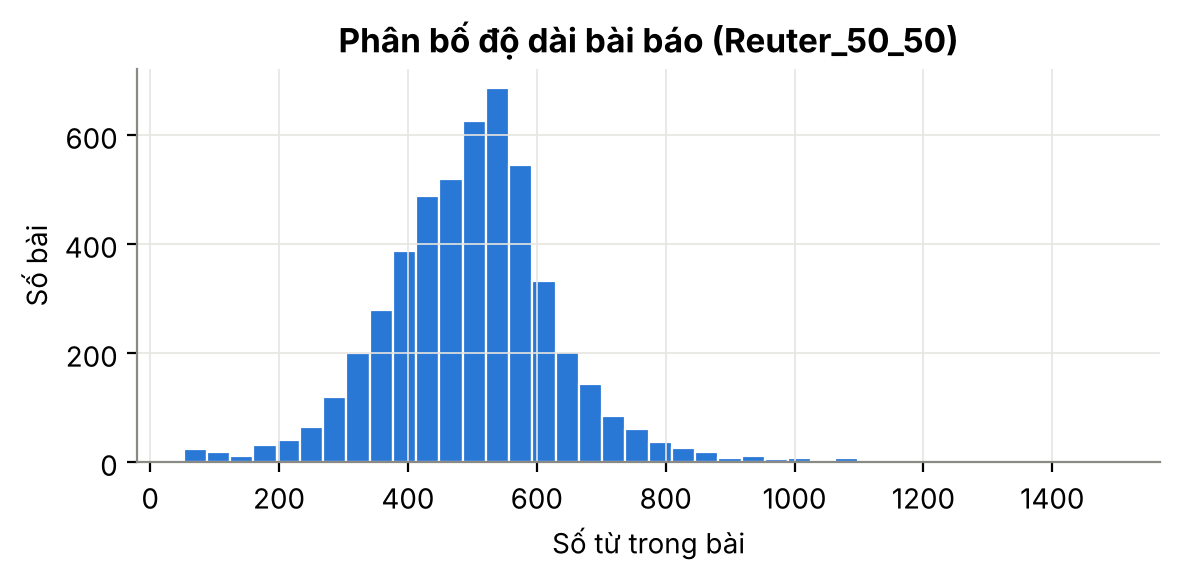 Phân bố độ dài bài báo (Reuter_50_50)
Số bài
600
400
200
0
0 200 400 600 800 1000 1200 1400
Số từ trong bài